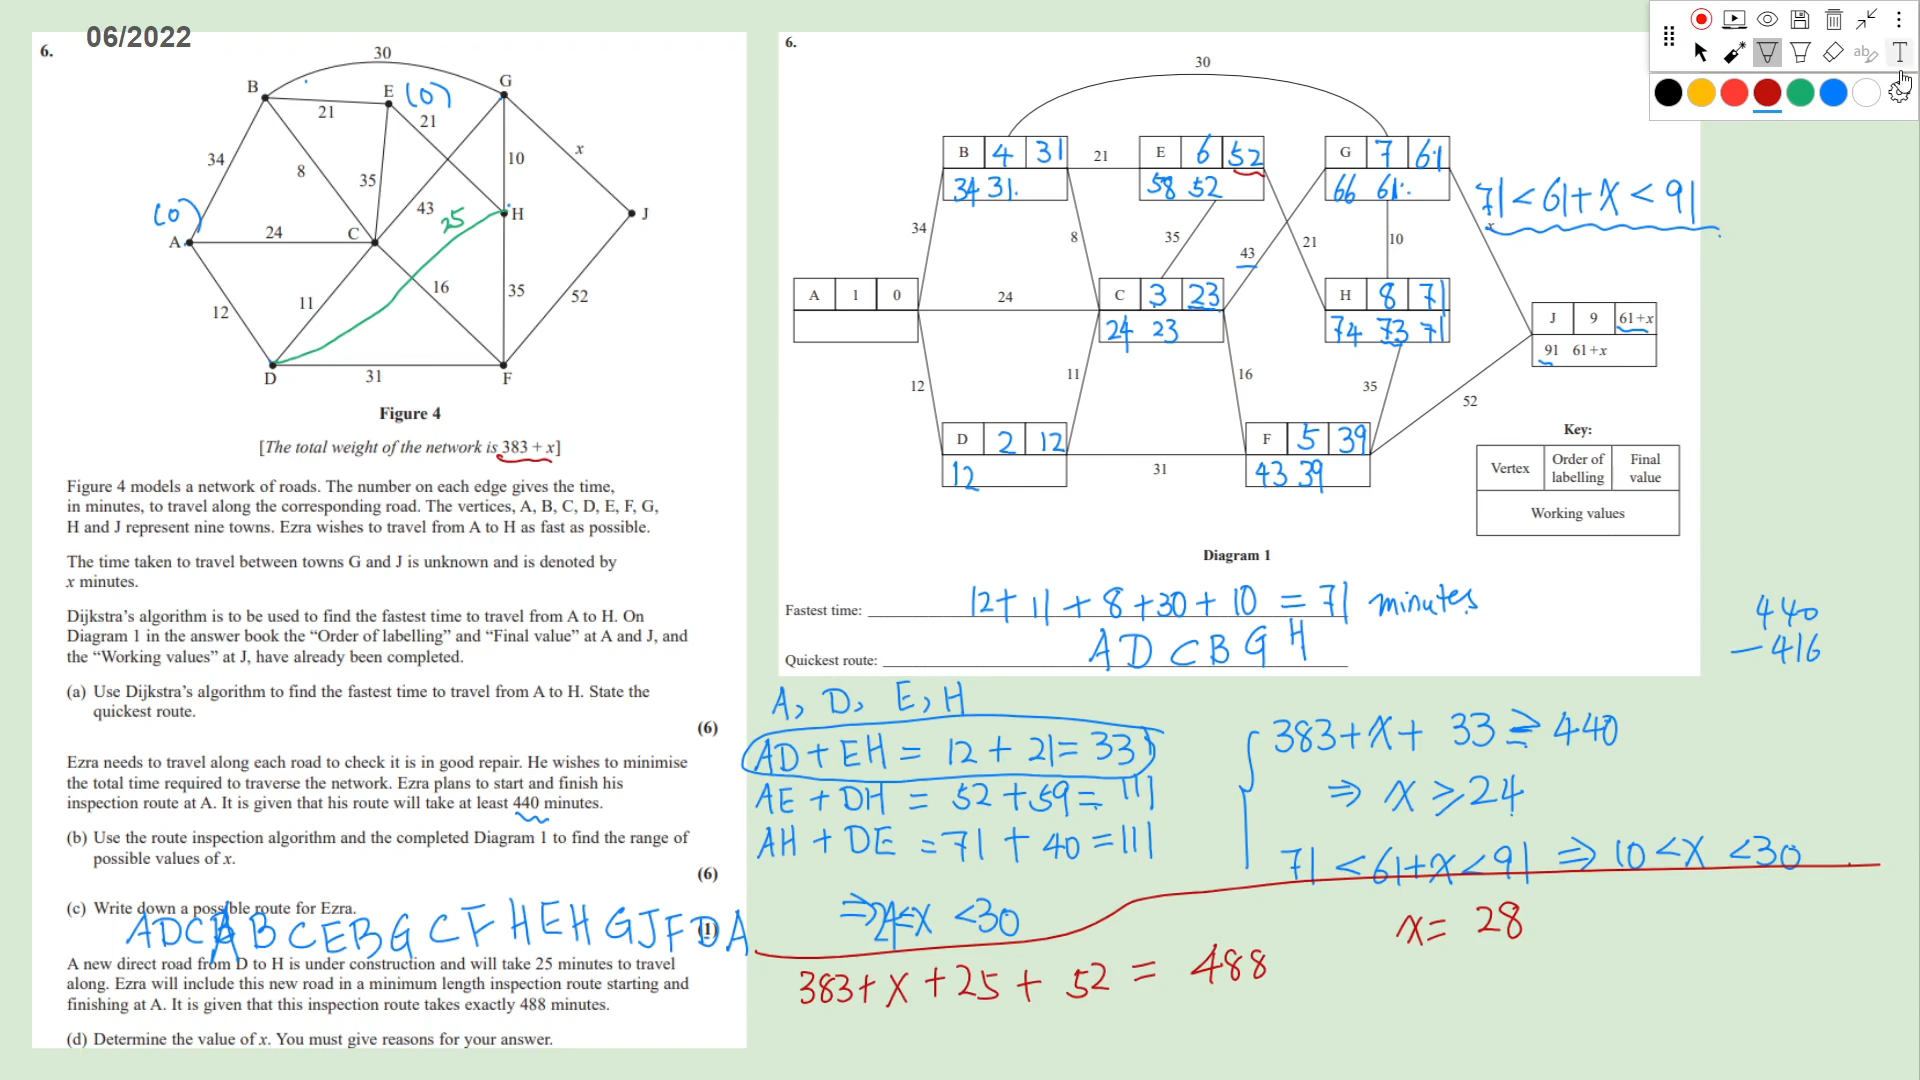 06/2022
6.
30
B
E (0)
G
21
21
34
8
35
10
x
43
25
H
J
(0)
A
24
C
11
16
35
52
12
D
31
F
Figure 4
[The total weight of the network is 383 + x]
Figure 4 models a network of roads. The number on each edge gives the time,
in minutes, to travel along the corresponding road. The vertices, A, B, C, D, E, F, G,
H and J represent nine towns. Ezra wishes to travel from A to H as fast as possible.
The time taken to travel between towns G and J is unknown and is denoted by
x minutes.
Dijkstra's algorithm is to be used to find the fastest time to travel from A to H. On
Diagram 1 in the answer book the “Order of labelling” and “Final value” at A and J, and
the “Working values” at J, have already been completed.
(a) Use Dijkstra's algorithm to find the fastest time to travel from A to H. State the
quickest route.
(6)
Ezra needs to travel along each road to check it is in good repair. He wishes to minimise
the total time required to traverse the network. Ezra plans to start and finish his
inspection route at A. It is given that his route will take at least 440 minutes.
(b) Use the route inspection algorithm and the completed Diagram 1 to find the range of
possible values of x.
(6)
(c) Write down a possible route for Ezra.
(1)
A new direct road from D to H is under construction and will take 25 minutes to travel
along. Ezra will include this new road in a minimum length inspection route starting and
finishing at A. It is given that this inspection route takes exactly 488 minutes.
(d) Determine the value of x. You must give reasons for your answer.
6.
30
B 4 31
34 31.
21
E 6 52
58 52
G 7 61
66 61.
71 < 61 + x < 91
x
34
8
35
43
21
10
A 1 0
24
C 3 23
24 23
H 8 71
74 73 71
J 9 61+x
91 61+x
12
11
16
35
52
D 2 12
12
31
F 5 39
43 39
Key:
Vertex
Order of
labelling
Final
value
Working values
Diagram 1
Fastest time: 12 + 11 + 8 + 30 + 10 = 71 minutes
Quickest route: A D C B G H
440
- 416
A, D, E, H
AD + EH = 12 + 21 = 33
AE + DH = 52 + 59 = 111
AH + DE = 71 + 40 = 111
383 + x + 33 ≥ 440
⇒ x ≥ 24
71 < 61 + x < 91 ⇒ 10 < x < 30
⇒ 24 ≤ x < 30
x = 28
383 + x + 25 + 52 = 488